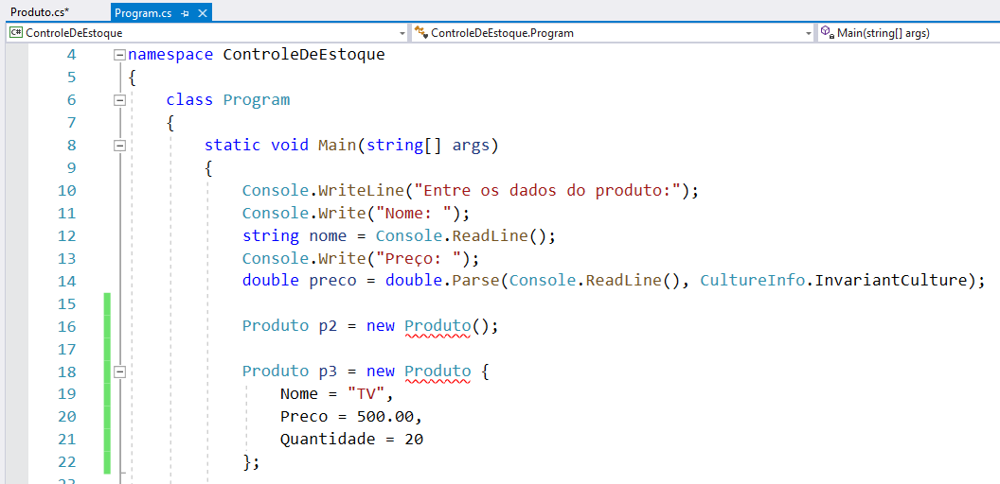 Produto.cs* Program.cs
C# ControleDeEstoque ControleDeEstoque.Program Main(string[] args)
4 namespace ControleDeEstoque
5 {
6 class Program
7 {
8 static void Main(string[] args)
9 {
10 Console.WriteLine("Entre os dados do produto:");
11 Console.Write("Nome: ");
12 string nome = Console.ReadLine();
13 Console.Write("Preço: ");
14 double preco = double.Parse(Console.ReadLine(), CultureInfo.InvariantCulture);
15
16 Produto p2 = new Produto();
17
18 Produto p3 = new Produto {
19 Nome = "TV",
20 Preco = 500.00,
21 Quantidade = 20
22 };
23